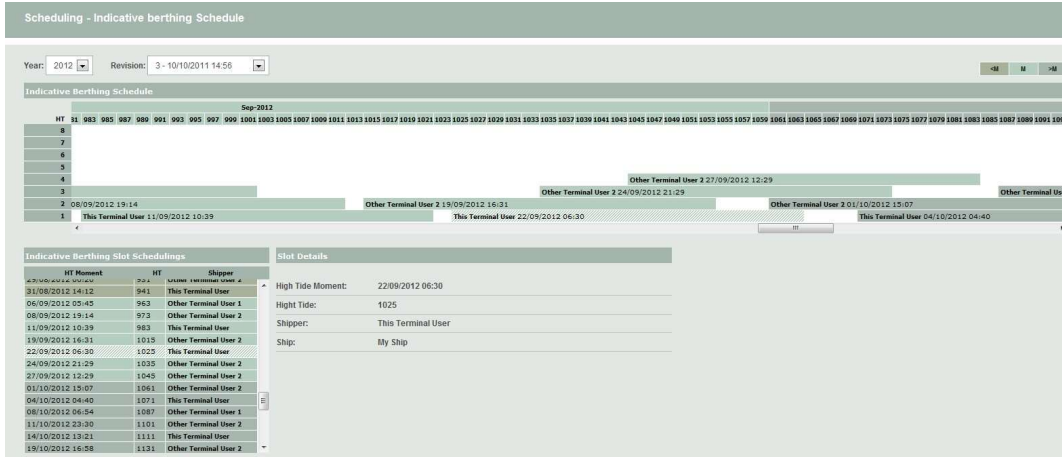 Scheduling - Indicative berthing Schedule
Year: 2012 Revision: 3 - 10/10/2011 14:56
<M M >M
Indicative Berthing Schedule
Sep-2012
HT 983 985 987 989 991 993 995 997 999 1001 1003 1005 1007 1009 1011 1013 1015 1017 1019 1021 1023 1025 1027 1029 1031 1033 1035 1037 1039 1041 1043 1045 1047 1049 1051 1053 1055 1057 1059 1061 1063 1065 1067 1069 1071 1073 1075 1077 1079 1081 1083 1085 1087 1089 1091
8
7
6
5
4 Other Terminal User 2 27/09/2012 12:29
3 Other Terminal User 2 24/09/2012 21:29 Other Terminal Us
2 08/09/2012 19:14 Other Terminal User 2 19/09/2012 16:31 Other Terminal User 2 01/10/2012 15:07
1 This Terminal User 11/09/2012 10:39 This Terminal User 22/09/2012 06:30 This Terminal User 04/10/2012 04:40
Indicative Berthing Slot Schedulings Slot Details
HT Moment HT Shipper
31/08/2012 14:12 941 This Terminal User
06/09/2012 05:45 963 Other Terminal User 1
08/09/2012 19:14 973 Other Terminal User 2
11/09/2012 10:39 983 This Terminal User
19/09/2012 16:31 1015 Other Terminal User 2
22/09/2012 06:30 1025 This Terminal User
24/09/2012 21:29 1035 Other Terminal User 2
27/09/2012 12:29 1045 Other Terminal User 2
01/10/2012 15:07 1061 Other Terminal User 2
04/10/2012 04:40 1071 This Terminal User
08/10/2012 06:54 1087 Other Terminal User 1
11/10/2012 23:30 1101 Other Terminal User 2
14/10/2012 13:21 1111 This Terminal User
19/10/2012 16:58 1131 Other Terminal User 2
High Tide Moment: 22/09/2012 06:30
Hight Tide: 1025
Shipper: This Terminal User
Ship: My Ship